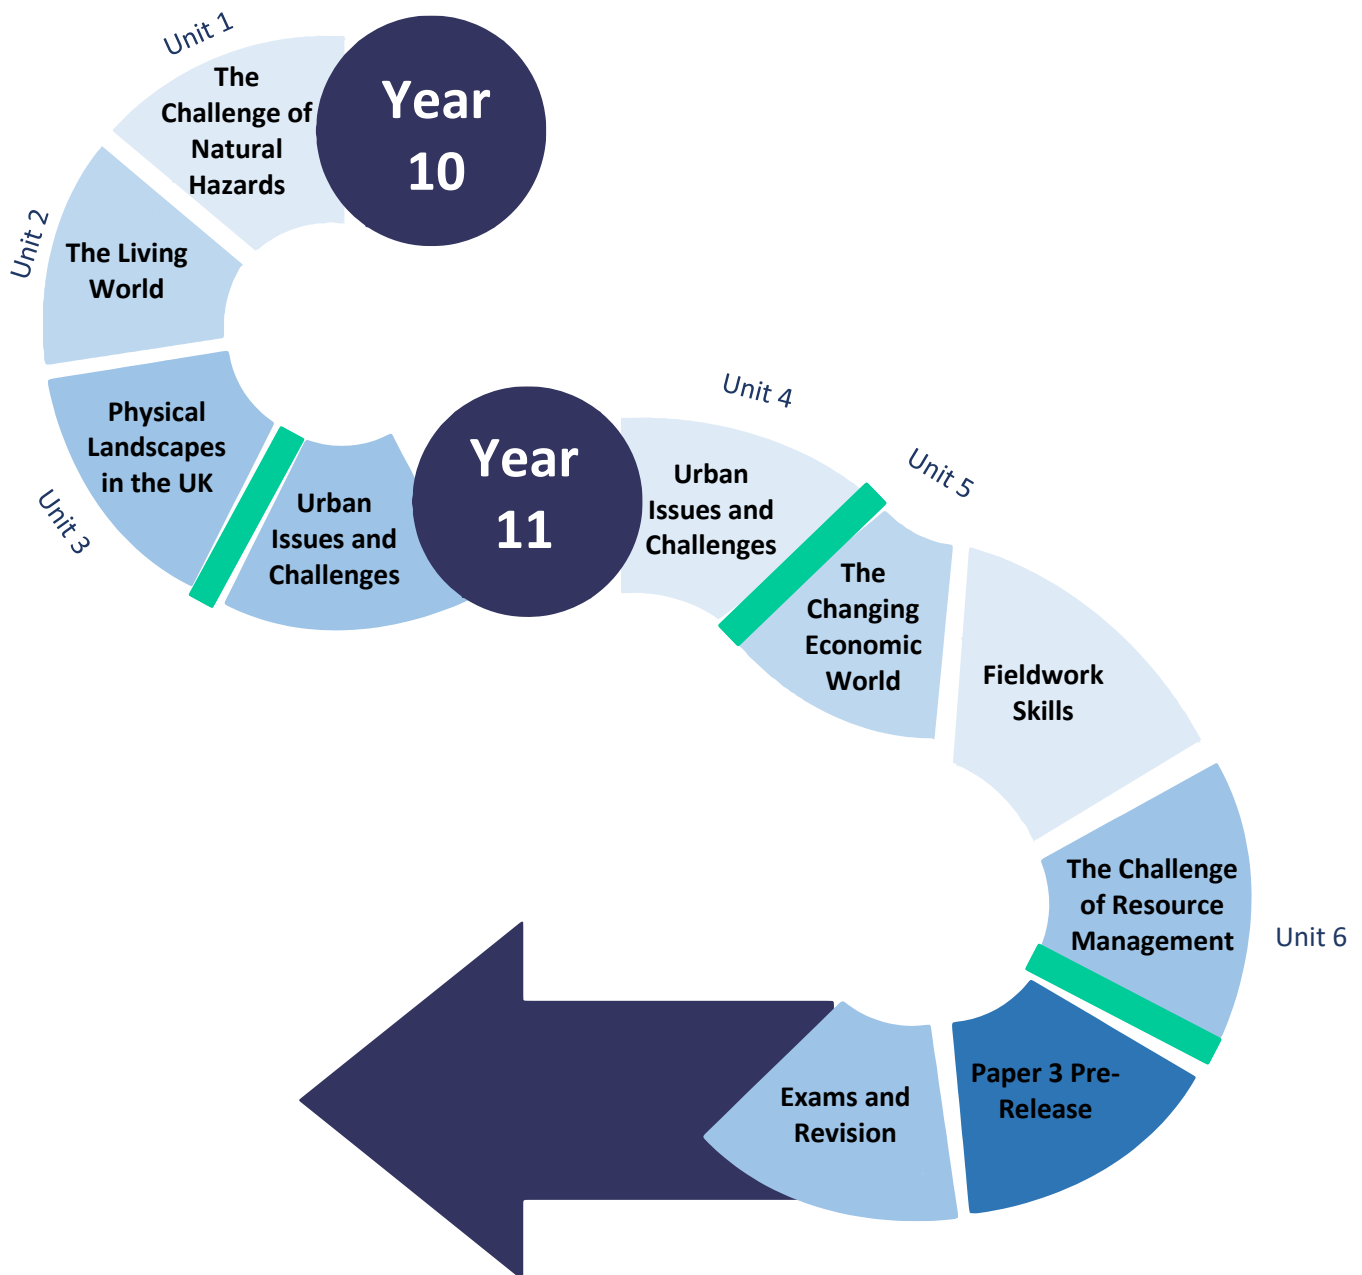 Unit 1
The
Challenge of
Natural
Hazards
Year
10
Unit 2
The Living
World
Physical
Landscapes
in the UK
Unit 3
Urban
Issues and
Challenges
Year
11
Unit 4
Urban
Issues and
Challenges
Unit 5
The
Changing
Economic
World
Fieldwork
Skills
The Challenge
of Resource
Management
Unit 6
Paper 3 Pre-
Release
Exams and
Revision